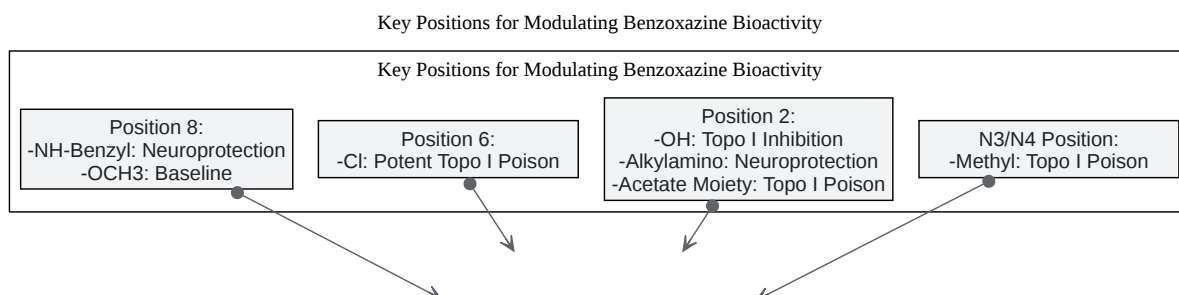 Key Positions for Modulating Benzoxazine Bioactivity
Key Positions for Modulating Benzoxazine Bioactivity
Position 8:
-NH-Benzyl: Neuroprotection
-OCH3: Baseline
Position 6:
-Cl: Potent Topo I Poison
Position 2:
-OH: Topo I Inhibition
-Alkylamino: Neuroprotection
-Acetate Moiety: Topo I Poison
N3/N4 Position:
-Methyl: Topo I Poison